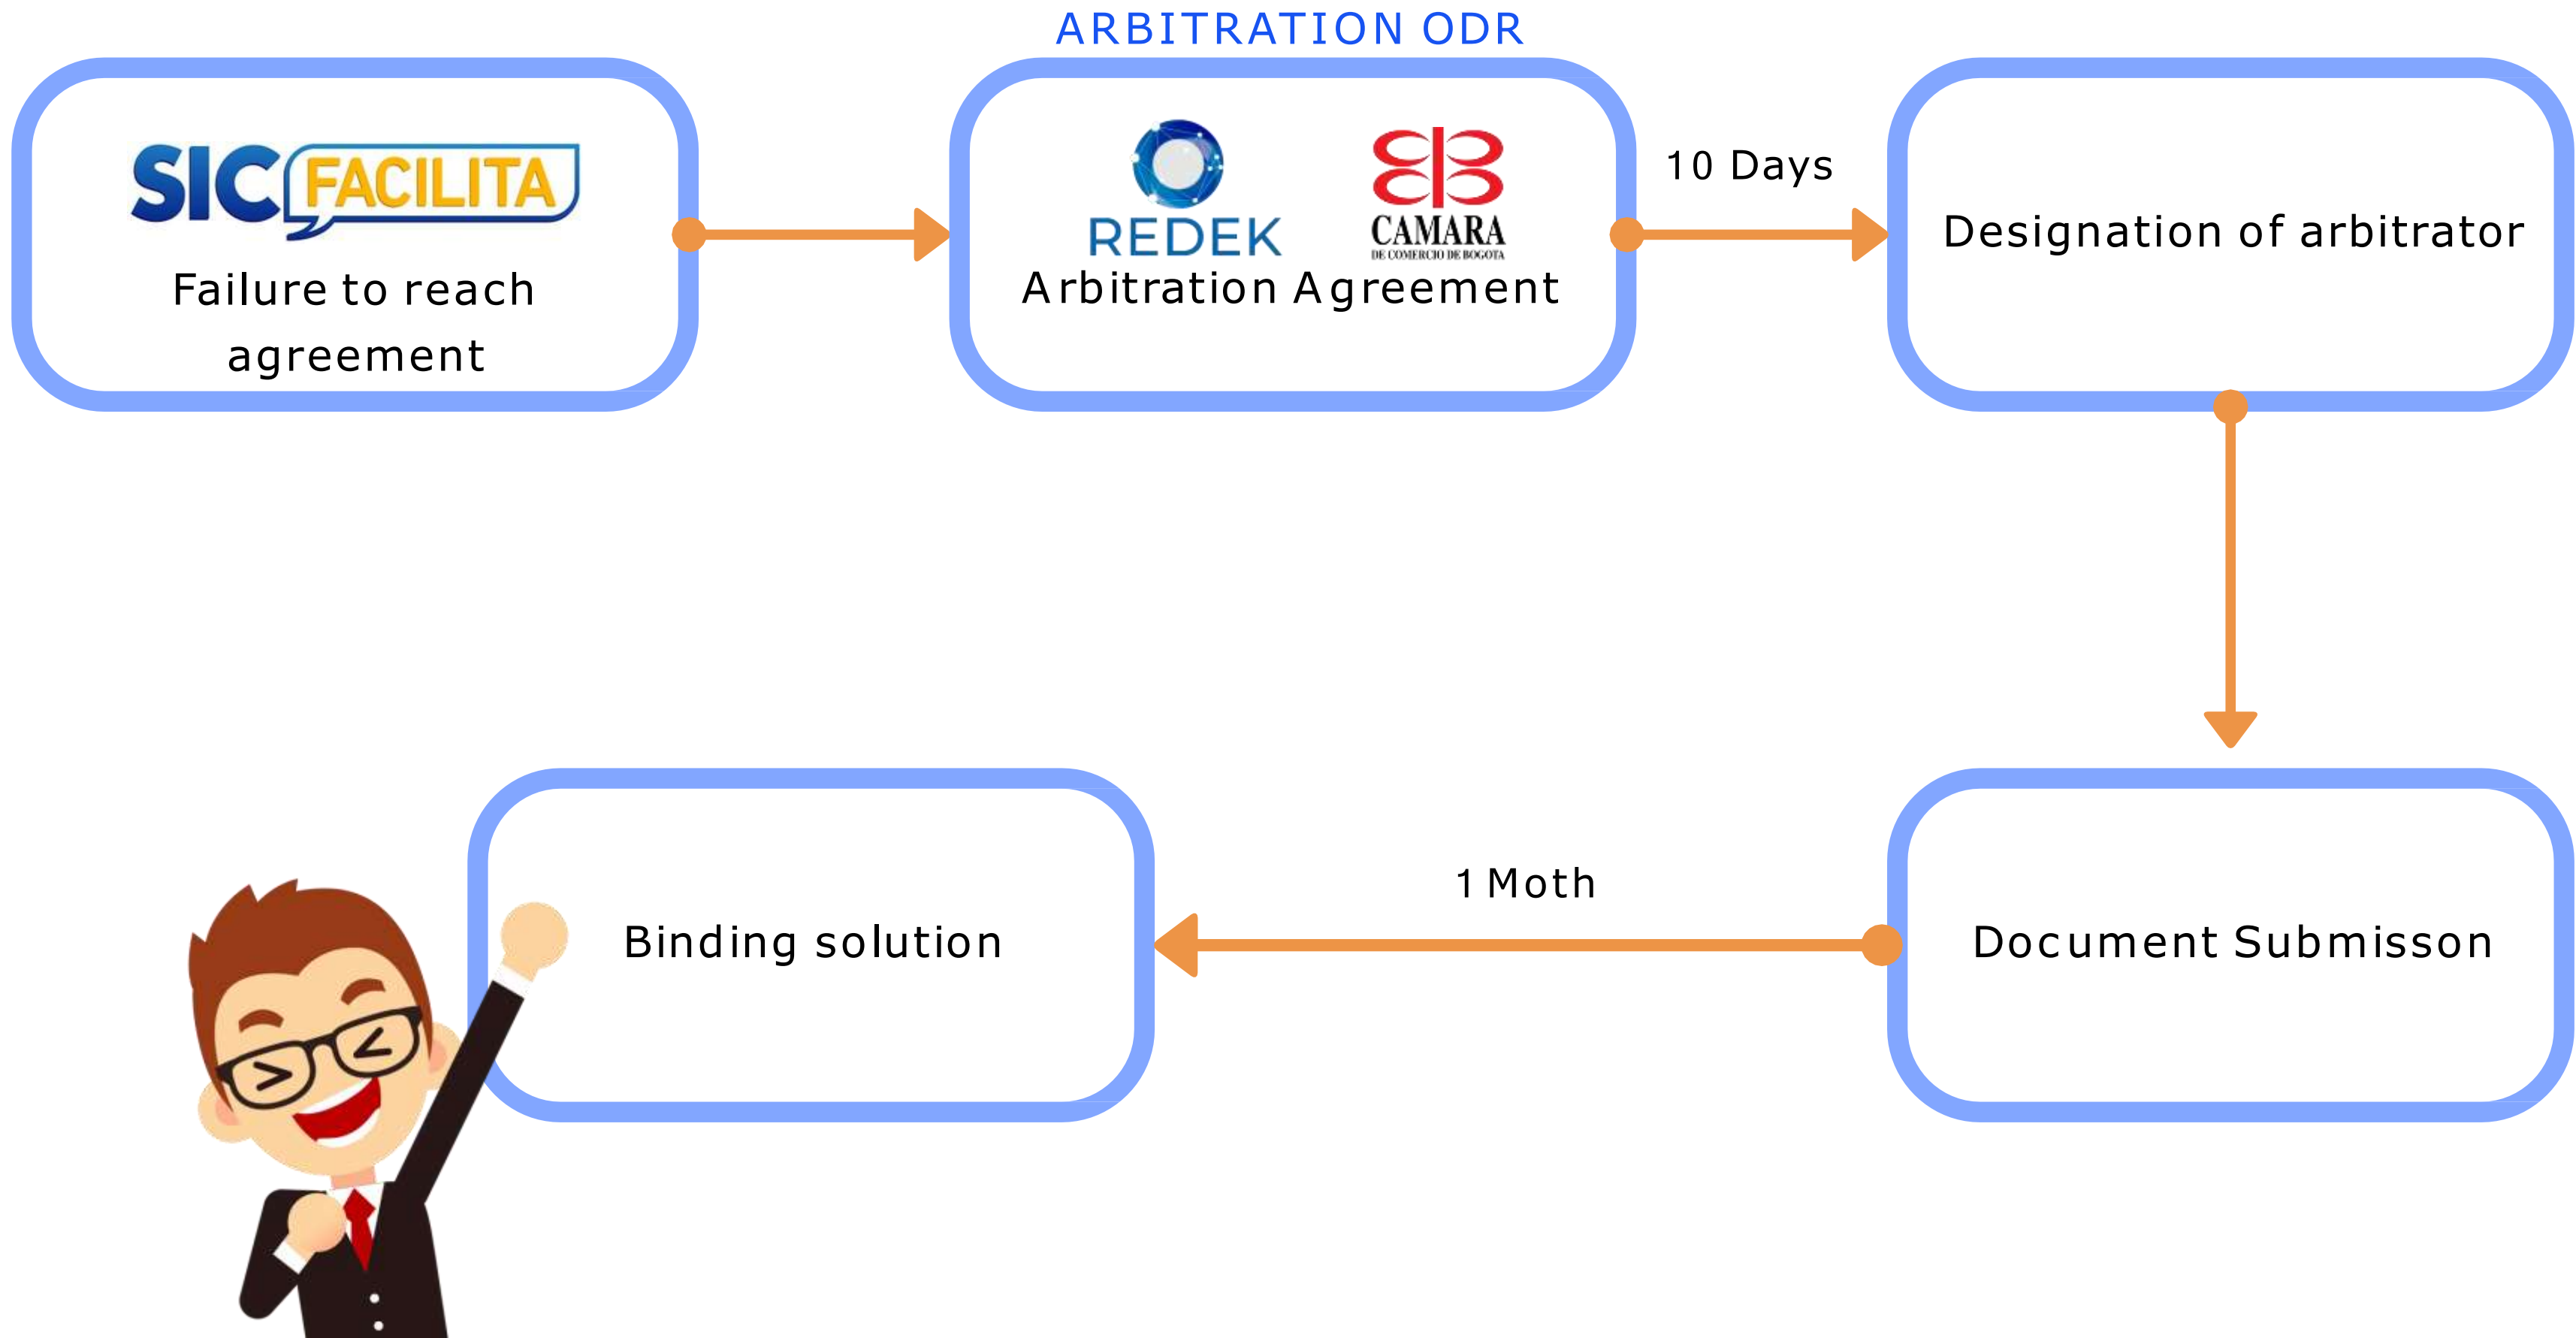 ARBITRATION ODR
SIC FACILITA
Failure to reach
agreement
REDEK
CAMARA
DE COMERCIO DE BOGOTA
Arbitration Agreement
10 Days
Designation of arbitrator
Binding solution
1 Moth
Document Submisson